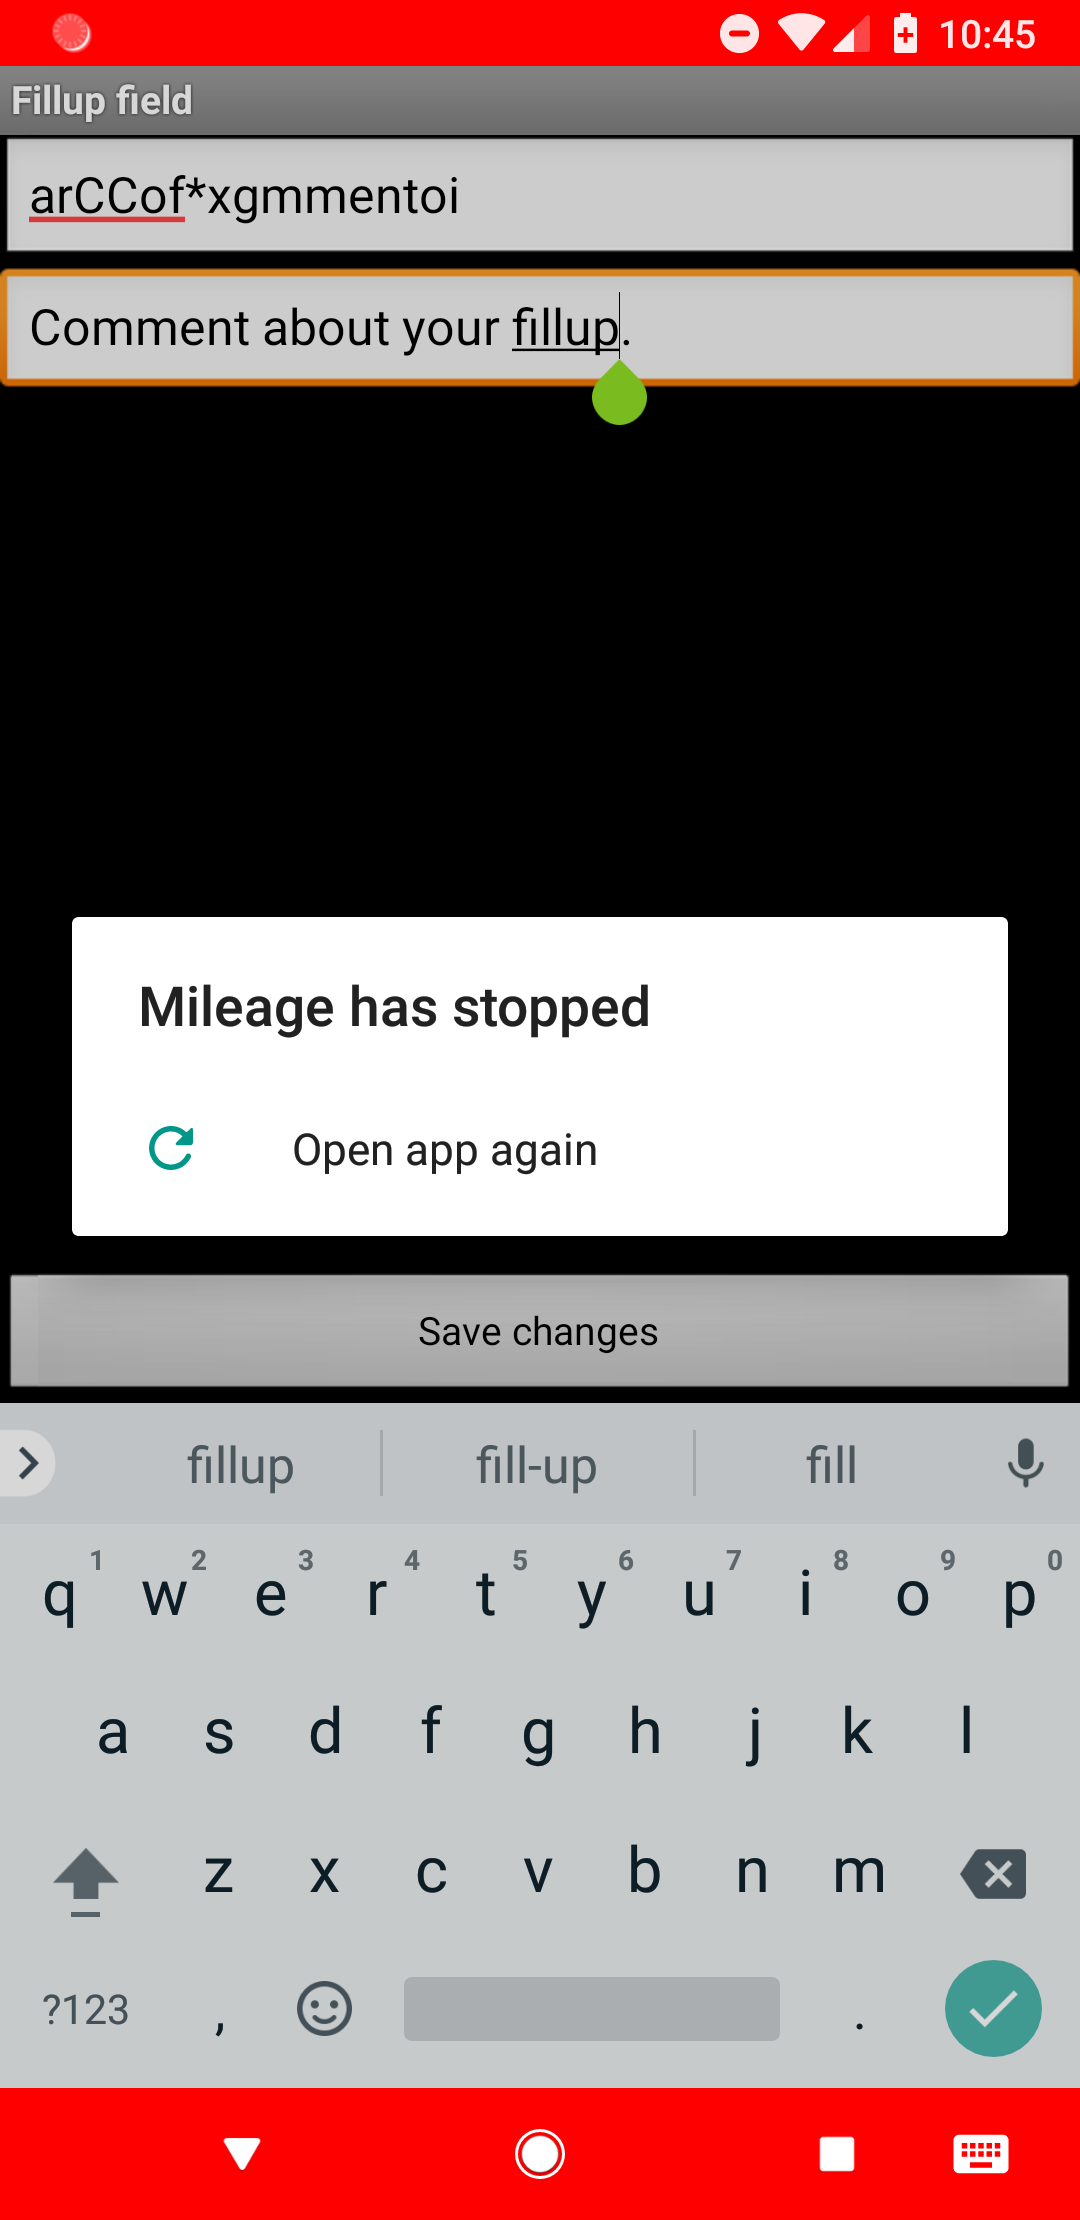 10:45
Fillup field
arCCof*xgmmentoi
Comment about your fillup.
Mileage has stopped
Open app again
Save changes
fillup fill-up fill
1 2 3 4 5 6 7 8 9 0
q w e r t y u i o p
a s d f g h j k l
z x c v b n m
?123 , .